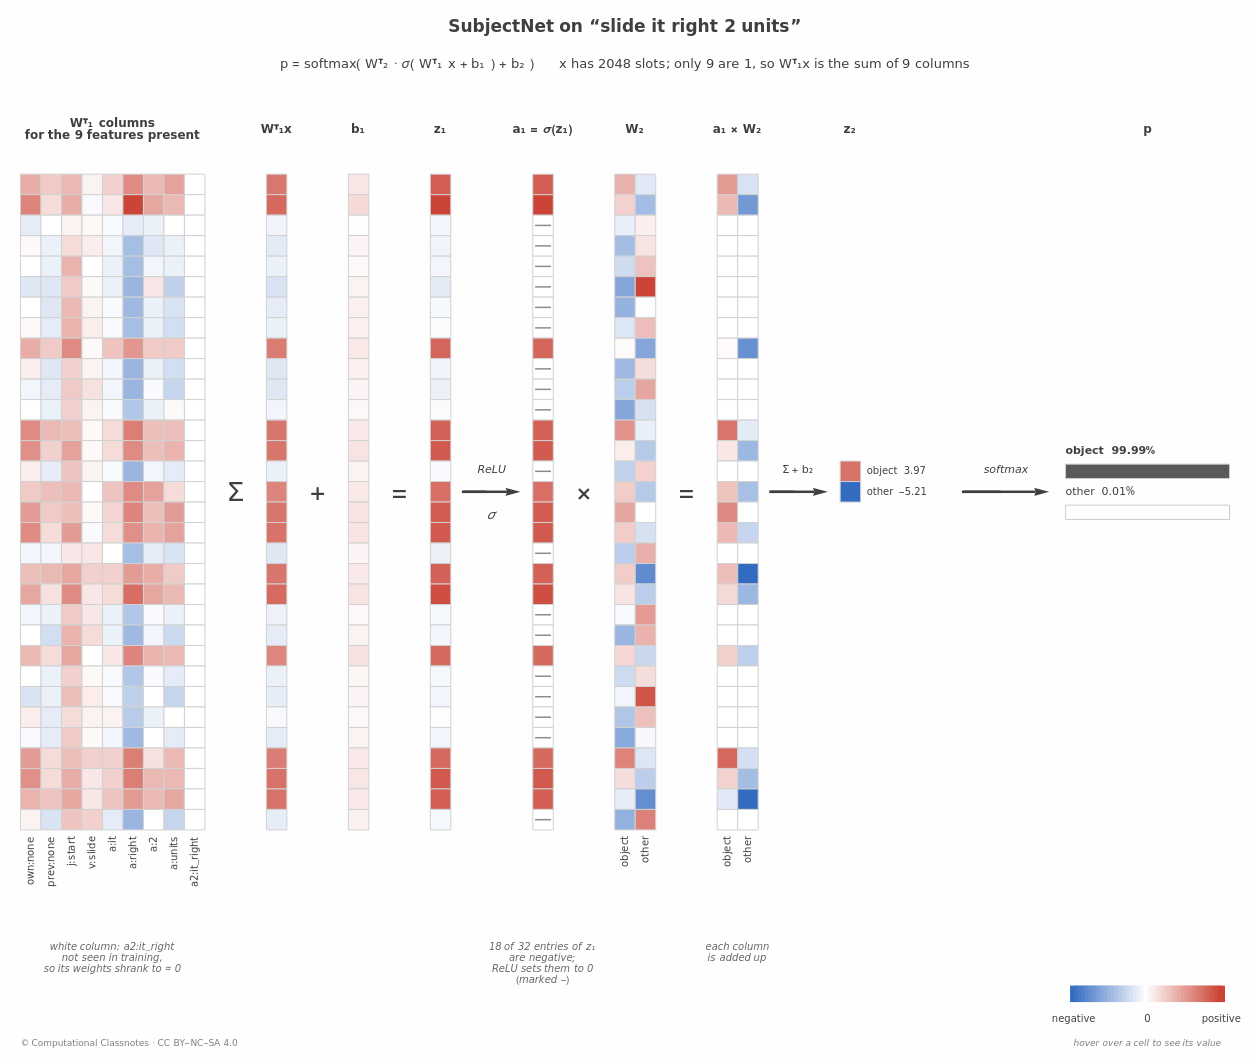 SubjectNet on “slide it right 2 units”
p = softmax( Wᵀ₂ · σ( Wᵀ₁ x + b₁ ) + b₂ )   x has 2048 slots; only 9 are 1, so Wᵀ₁x is the sum of 9 columns
Wᵀ₁ columns
for the 9 features present
Wᵀ₁x
b₁
z₁
a₁ = σ(z₁)
W₂
a₁ × W₂
z₂
p
Σ
+
=
ReLU
σ
×
=
Σ + b₂
object 3.97
other –5.21
softmax
object 99.99%
other 0.01%
own:none
prev:none
j:start
v:slide
a:it
a:right
a:2
a:units
a2:it_right
object
other
object
other
white column: a2:it_right
not seen in training,
so its weights shrank to ≈ 0
18 of 32 entries of z₁
are negative;
ReLU sets them to 0
(marked –)
each column
is added up
negative
0
positive
© Computational Classnotes · CC BY–NC–SA 4.0
hover over a cell to see its value